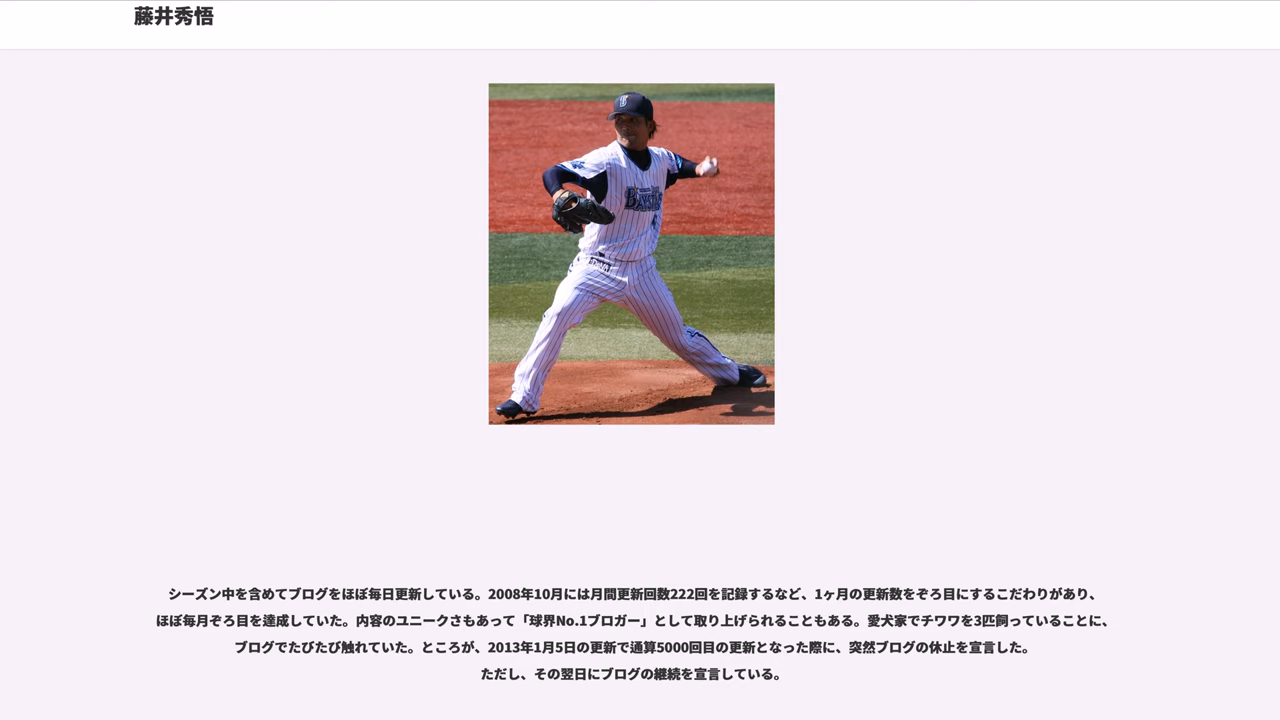 藤井秀悟
BAYSTARS
シーズン中を含めてブログをほぼ毎日更新している。2008年10月には月間更新回数222回を記録するなど、1ヶ月の更新数をぞろ目にするこだわりがあり、
ほぼ毎月ぞろ目を達成していた。内容のユニークさもあって「球界No.1ブロガー」として取り上げられることもある。愛犬家でチワワを3匹飼っていることに、
ブログでたびたび触れていた。ところが、2013年1月5日の更新で通算5000回目の更新となった際に、突然ブログの休止を宣言した。
ただし、その翌日にブログの継続を宣言している。